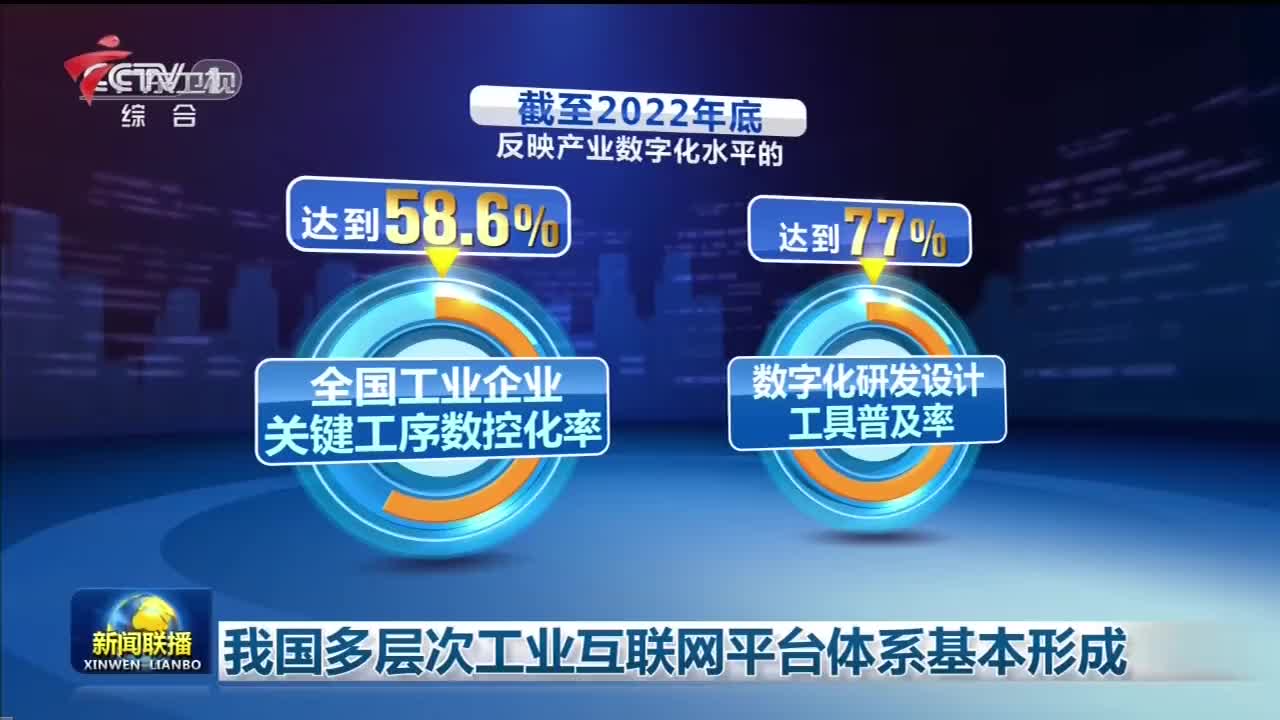 CCTV 1
卫视
综合
截至2022年底
反映产业数字化水平的
达到58.6%
全国工业企业
关键工序数控化率
达到77%
数字化研发设计
工具普及率
新闻联播
XINWEN LIANBO
我国多层次工业互联网平台体系基本形成